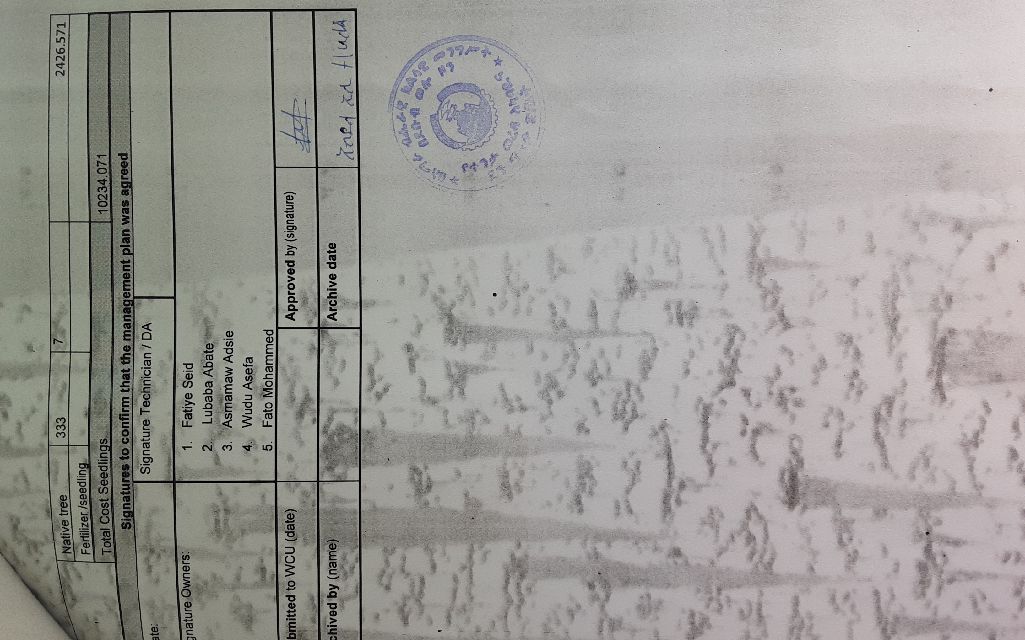 Native tree 333 7 2426.571
Fertilizer /seedling
Total Cost Seedlings 10234.071
Signatures to confirm that the management plan was agreed
ate: Signature Technician / DA
gnature Owners: 1. Fatiye Seid
2. Lubaba Abate
3. Asmamaw Adsie
4. Wudu Asefa
5. Fato Mohammed
bmitted to WCU (date) Approved by (signature)
chived by (name) Archive date